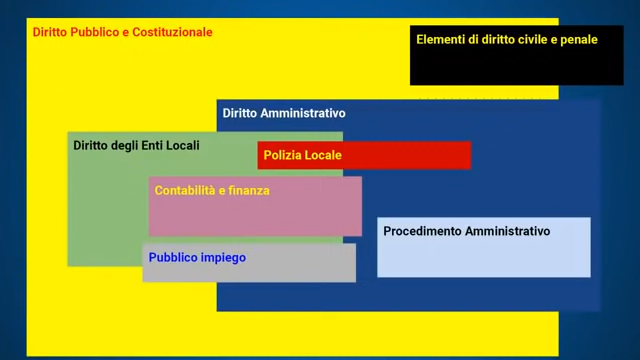 Diritto Pubblico e Costituzionale
Elementi di diritto civile e penale
Diritto Amministrativo
Diritto degli Enti Locali
Polizia Locale
Contabilità e finanza
Procedimento Amministrativo
Pubblico impiego